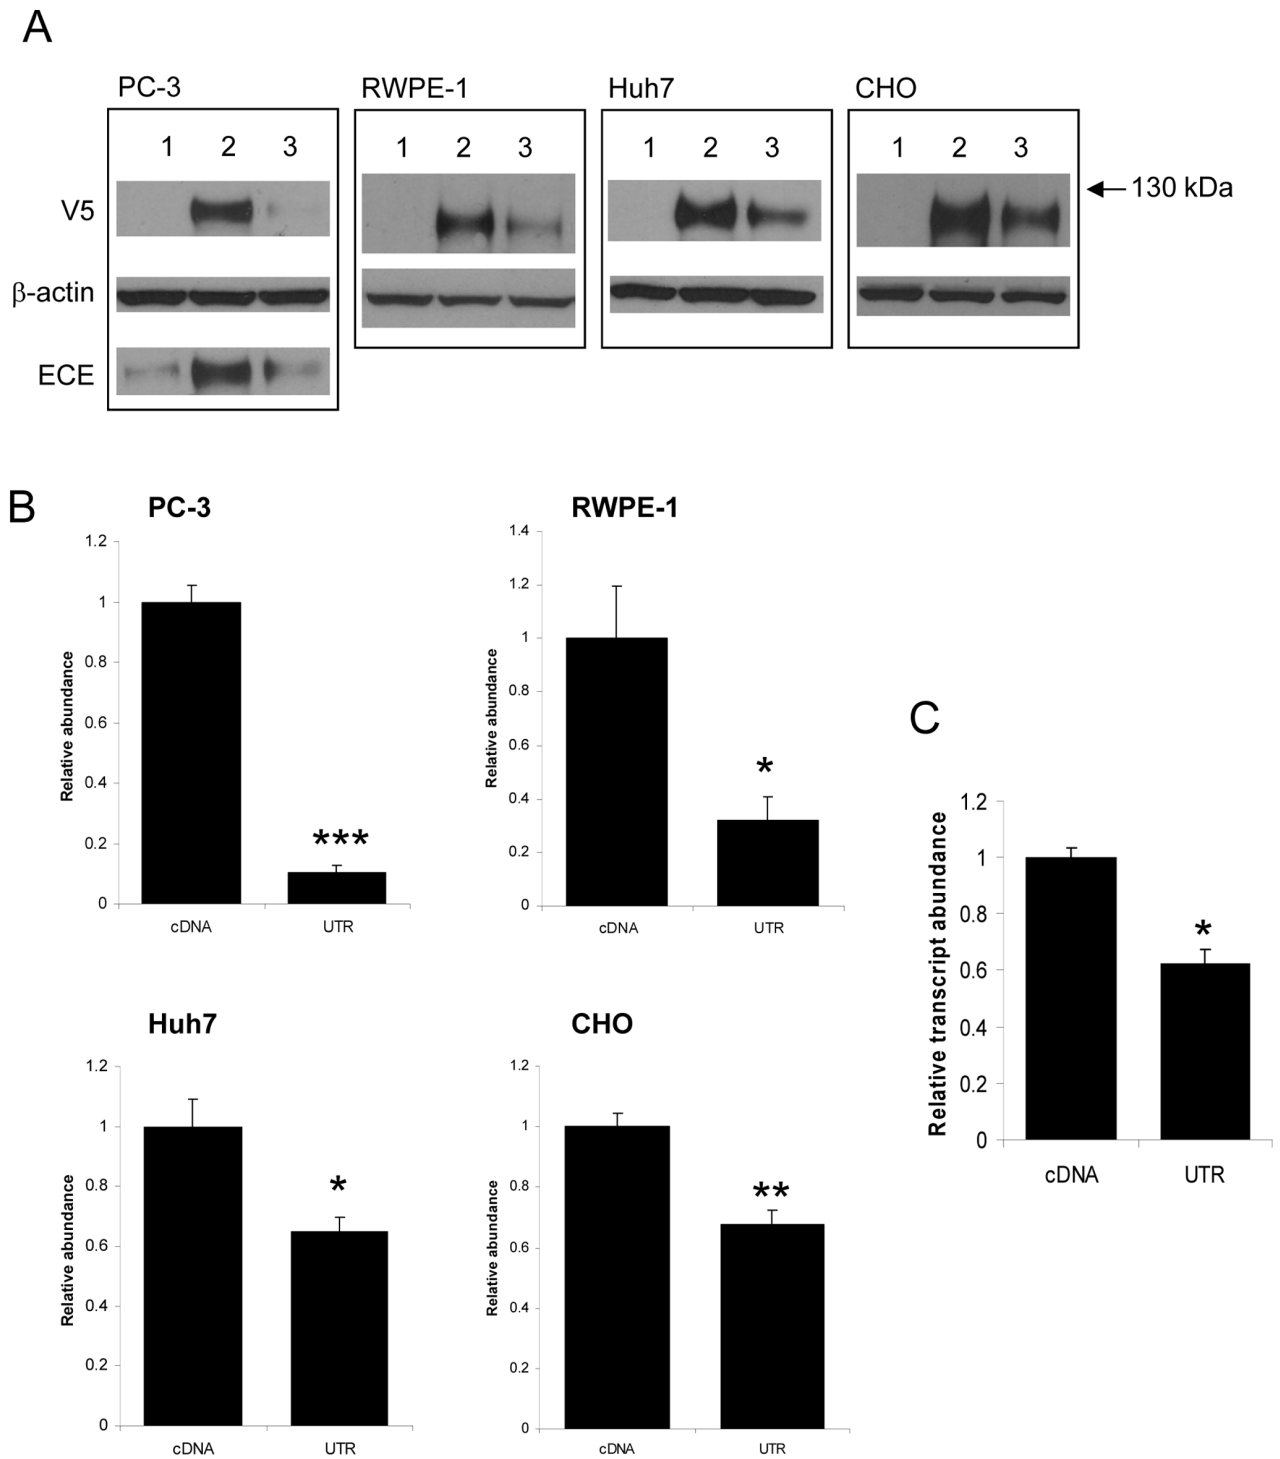 A
PC-3
RWPE-1
Huh7
CHO
1 2 3
1 2 3
1 2 3
1 2 3
V5
130 kDa
β-actin
ECE
B
PC-3
1.2
1
0.8
0.6
0.4
0.2
0
Relative abundance
***
cDNA
UTR
RWPE-1
1.4
1.2
1
0.8
0.6
0.4
0.2
0
Relative abundance
*
cDNA
UTR
Huh7
1.2
1
0.8
0.6
0.4
0.2
0
Relative abundance
*
cDNA
UTR
CHO
1.2
1
0.8
0.6
0.4
0.2
0
Relative abundance
**
cDNA
UTR
C
1.2
1
0.8
0.6
0.4
0.2
0
Relative transcript abundance
*
cDNA
UTR